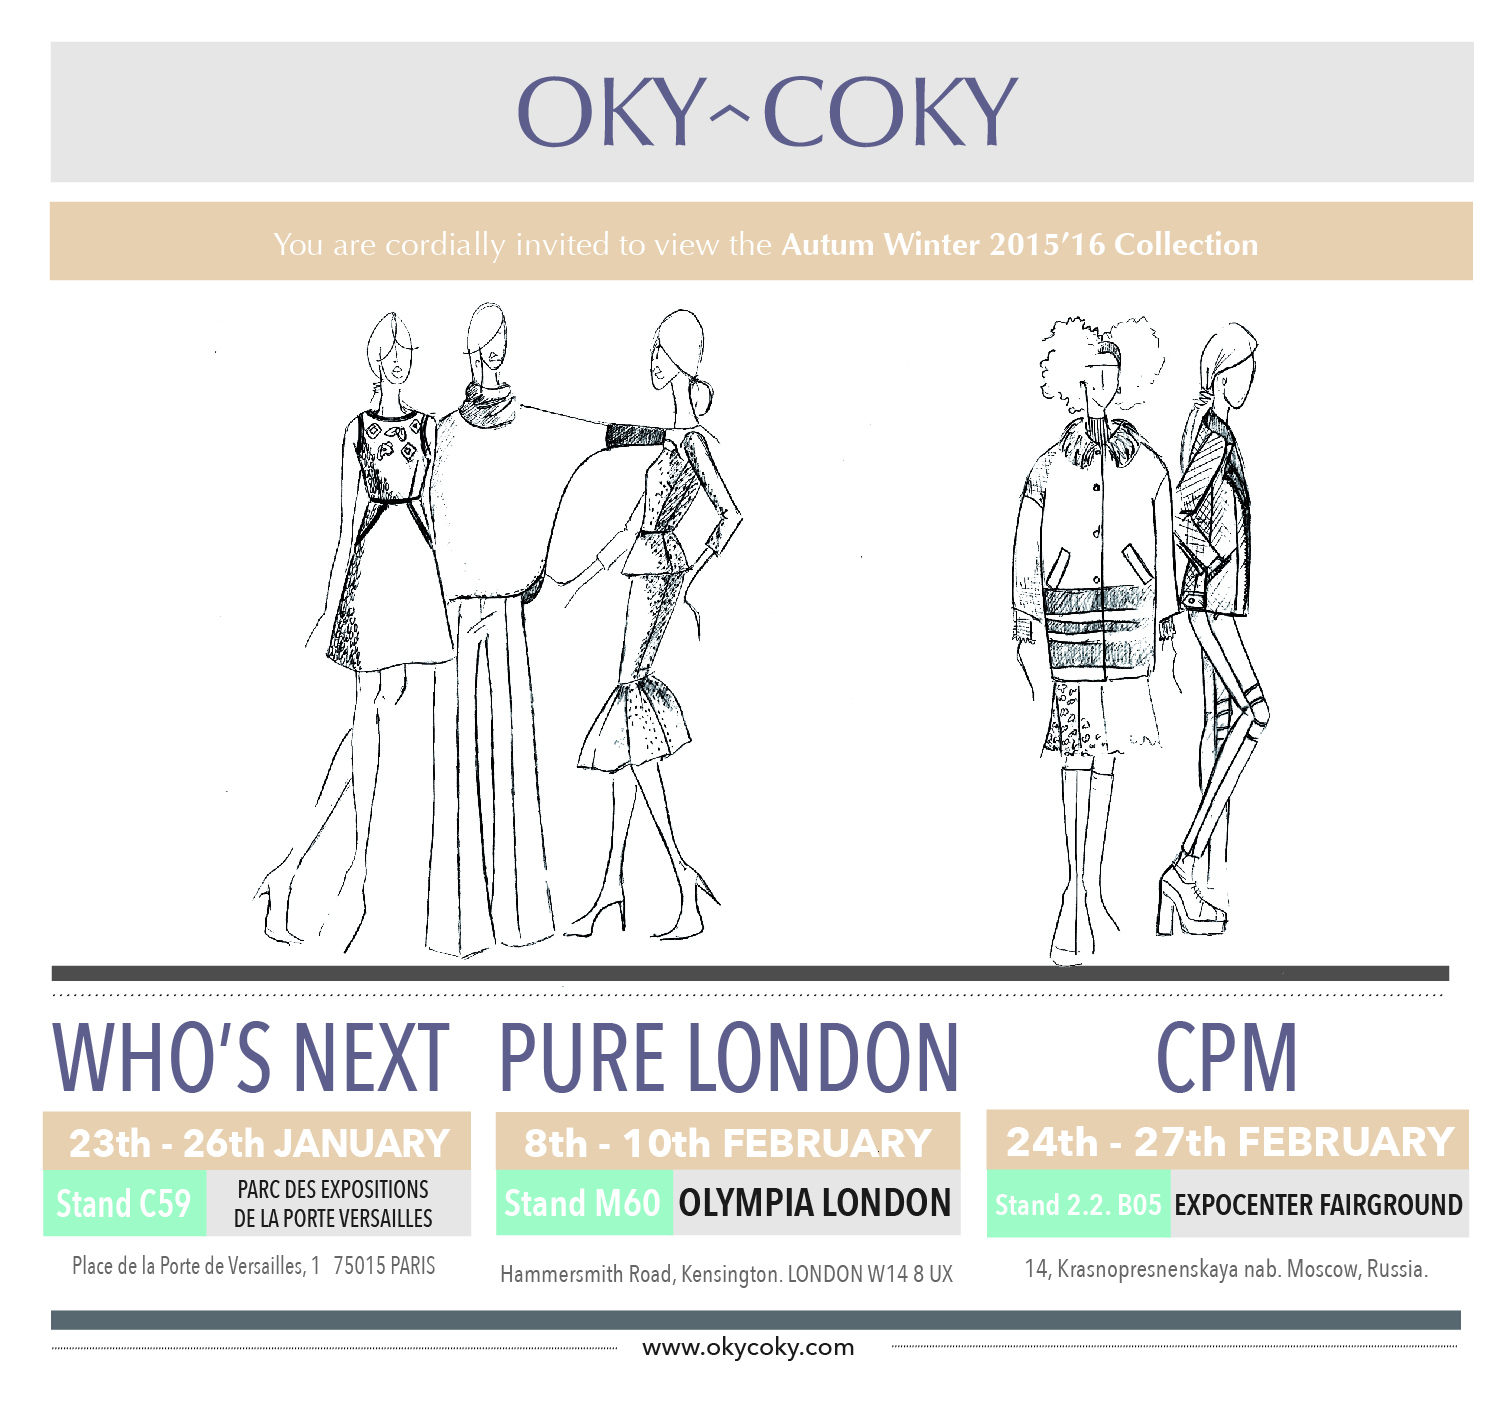 OKY^COKY
You are cordially invited to view the Autum Winter 2015’16 Collection
WHO’S NEXT
23th - 26th JANUARY
Stand C59
PARC DES EXPOSITIONS
DE LA PORTE VERSAILLES
Place de la Porte de Versailles, 1 75015 PARIS
PURE LONDON
8th - 10th FEBRUARY
Stand M60
OLYMPIA LONDON
Hammersmith Road, Kensington. LONDON W14 8 UX
CPM
24th - 27th FEBRUARY
Stand 2.2. B05
EXPOCENTER FAIRGROUND
14, Krasnopresnenskaya nab. Moscow, Russia.
www.okycoky.com